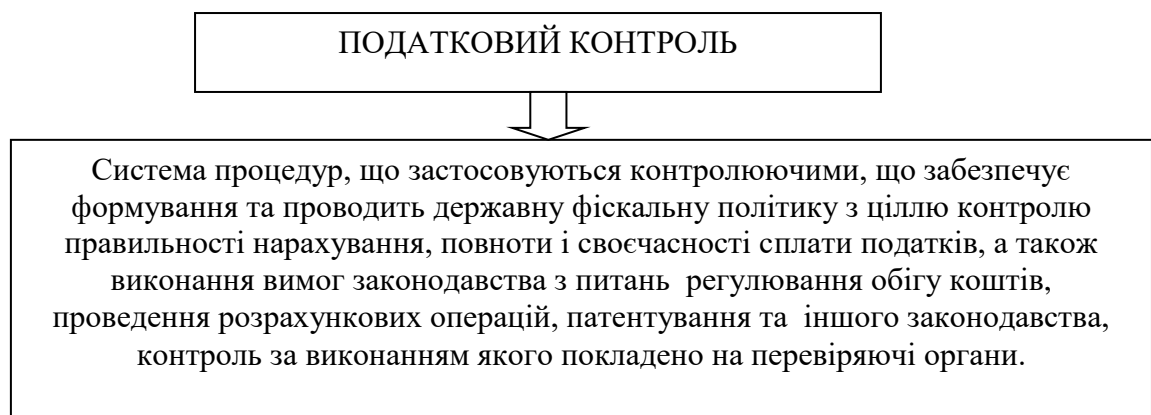 ПОДАТКОВИЙ КОНТРОЛЬ
Система процедур, що застосовуються контролюючими, що забезпечує
формування та проводить державну фіскальну політику з ціллю контролю
правильності нарахування, повноти і своєчасності сплати податків, а також
виконання вимог законодавства з питань регулювання обігу коштів,
проведення розрахункових операцій, патентування та іншого законодавства,
контроль за виконанням якого покладено на перевіряючі органи.